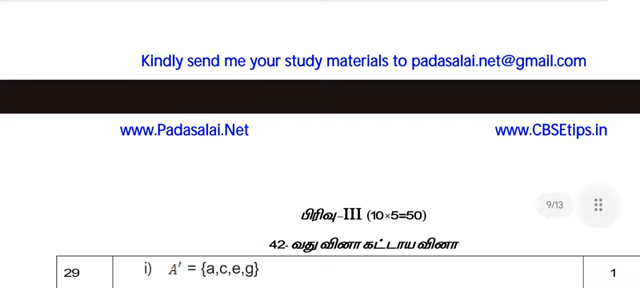 Kindly send me your study materials to padasalai.net@gmail.com
www.Padasalai.Net www.CBSEtips.in
9/13
பிரிவு-III (10×5=50)
42- வது வினா கட்டாய வினா
29 i) A' = {a,c,e,g} 1